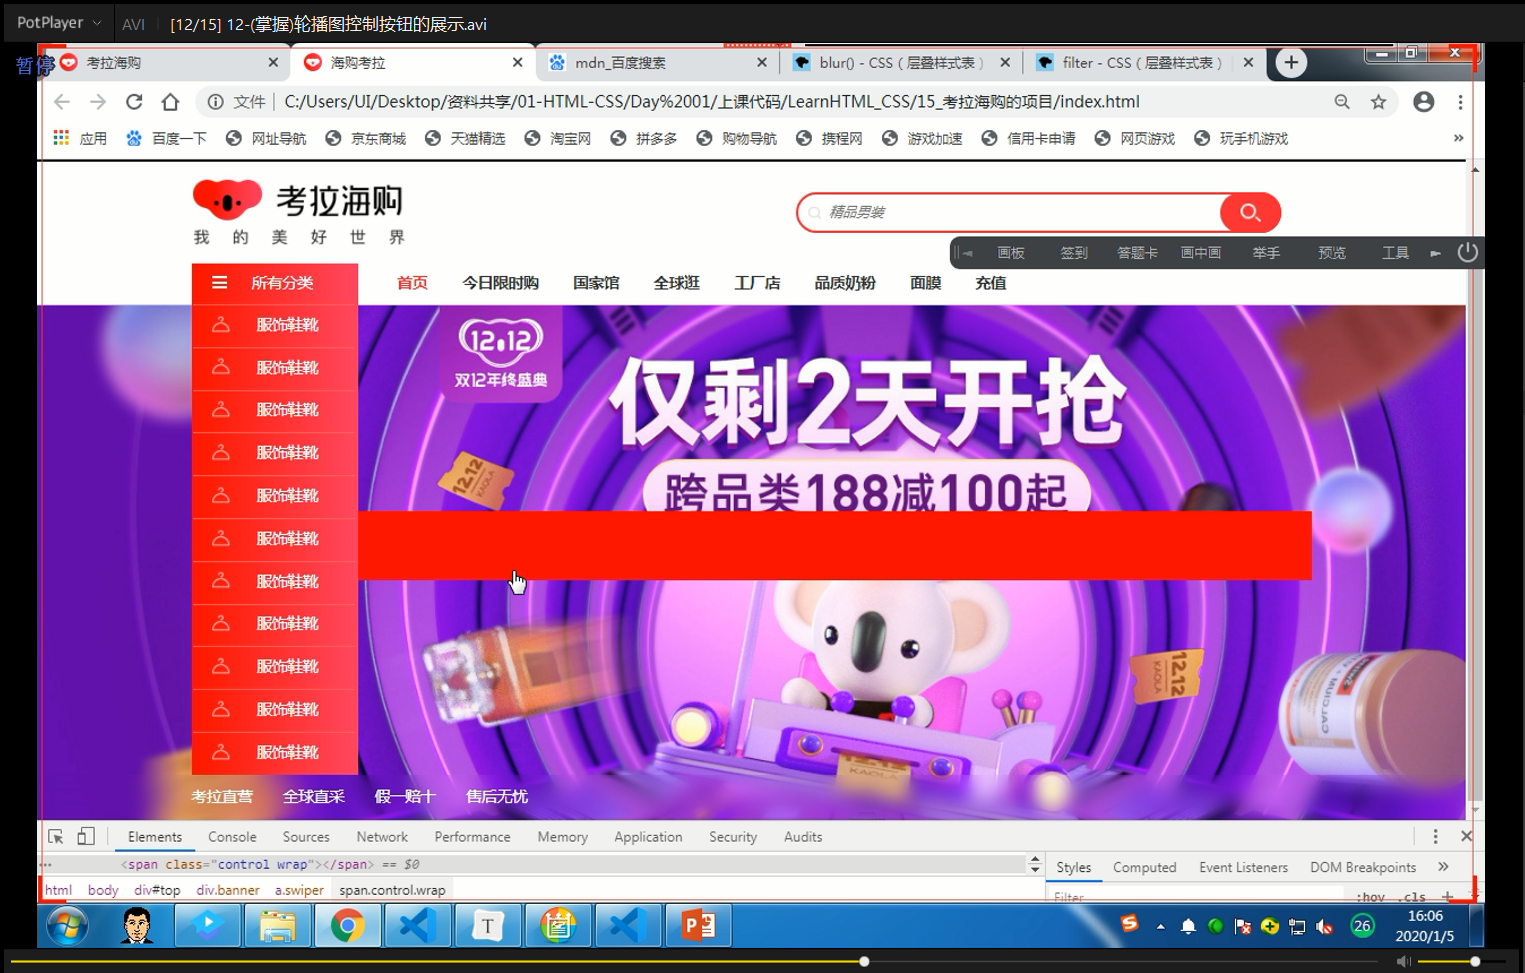 PotPlayer AVI [12/15] 12-(掌握)轮播图控制按钮的展示.avi
暂停
考拉海购 海购考拉 mdn_百度搜索 blur() - CSS（层叠样式表） filter - CSS（层叠样式表）
文件 C:/Users/UI/Desktop/资料共享/01-HTML-CSS/Day%2001/上课代码/LearnHTML_CSS/15_考拉海购的项目/index.html
应用 百度一下 网址导航 京东商城 天猫精选 淘宝网 拼多多 购物导航 携程网 游戏加速 信用卡申请 网页游戏 玩手机游戏 »
考拉海购
我的美好世界
精品男装
画板 签到 答题卡 画中画 举手 预览 工具
所有分类 首页 今日限时购 国家馆 全球逛 工厂店 品质奶粉 面膜 充值
服饰鞋靴
服饰鞋靴
服饰鞋靴
服饰鞋靴
服饰鞋靴
服饰鞋靴
服饰鞋靴
服饰鞋靴
服饰鞋靴
服饰鞋靴
服饰鞋靴
12.12
双12年终盛典
仅剩2天开抢
跨品类188减100起
12.12
KAOLA
12.12
KAOLA
CALCIUM
KAOLA
考拉直营 全球直采 假一赔十 售后无忧
Elements Console Sources Network Performance Memory Application Security Audits
<span class="control wrap"></span> == $0
Styles Computed Event Listeners DOM Breakpoints »
html body div#top div.banner a.swiper span.control.wrap
Filter :hov .cls +
26
16:06
2020/1/5